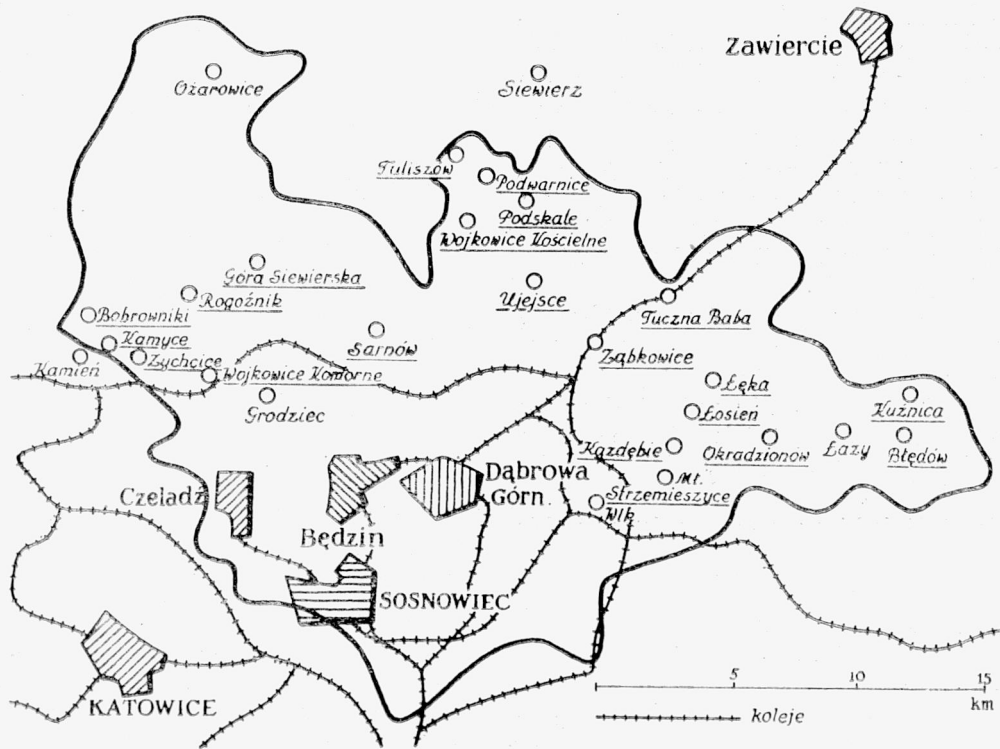 Zawiercie
Ożarowice
Siewierz
Tuliszów
Podwarnice
Podskale
Wojkowice Kościelne
Góra Siewierska
Rogoźnik
Ujejsce
Bobrowniki
Tuczna Baba
Kamyce
Sarnów
Kamień
Zychcice
Ząbkowice
Wojkowice Komorne
Łęka
Grodziec
Łosień
Kuźnica
Kazdębie
Okradzionów
Łazy
Błędów
Dąbrowa
Górn.
Mł.
Strzemieszyce
Wlk
Czeladź
Będzin
SOSNOWIEC
KATOWICE
5
10
15
km
koleje